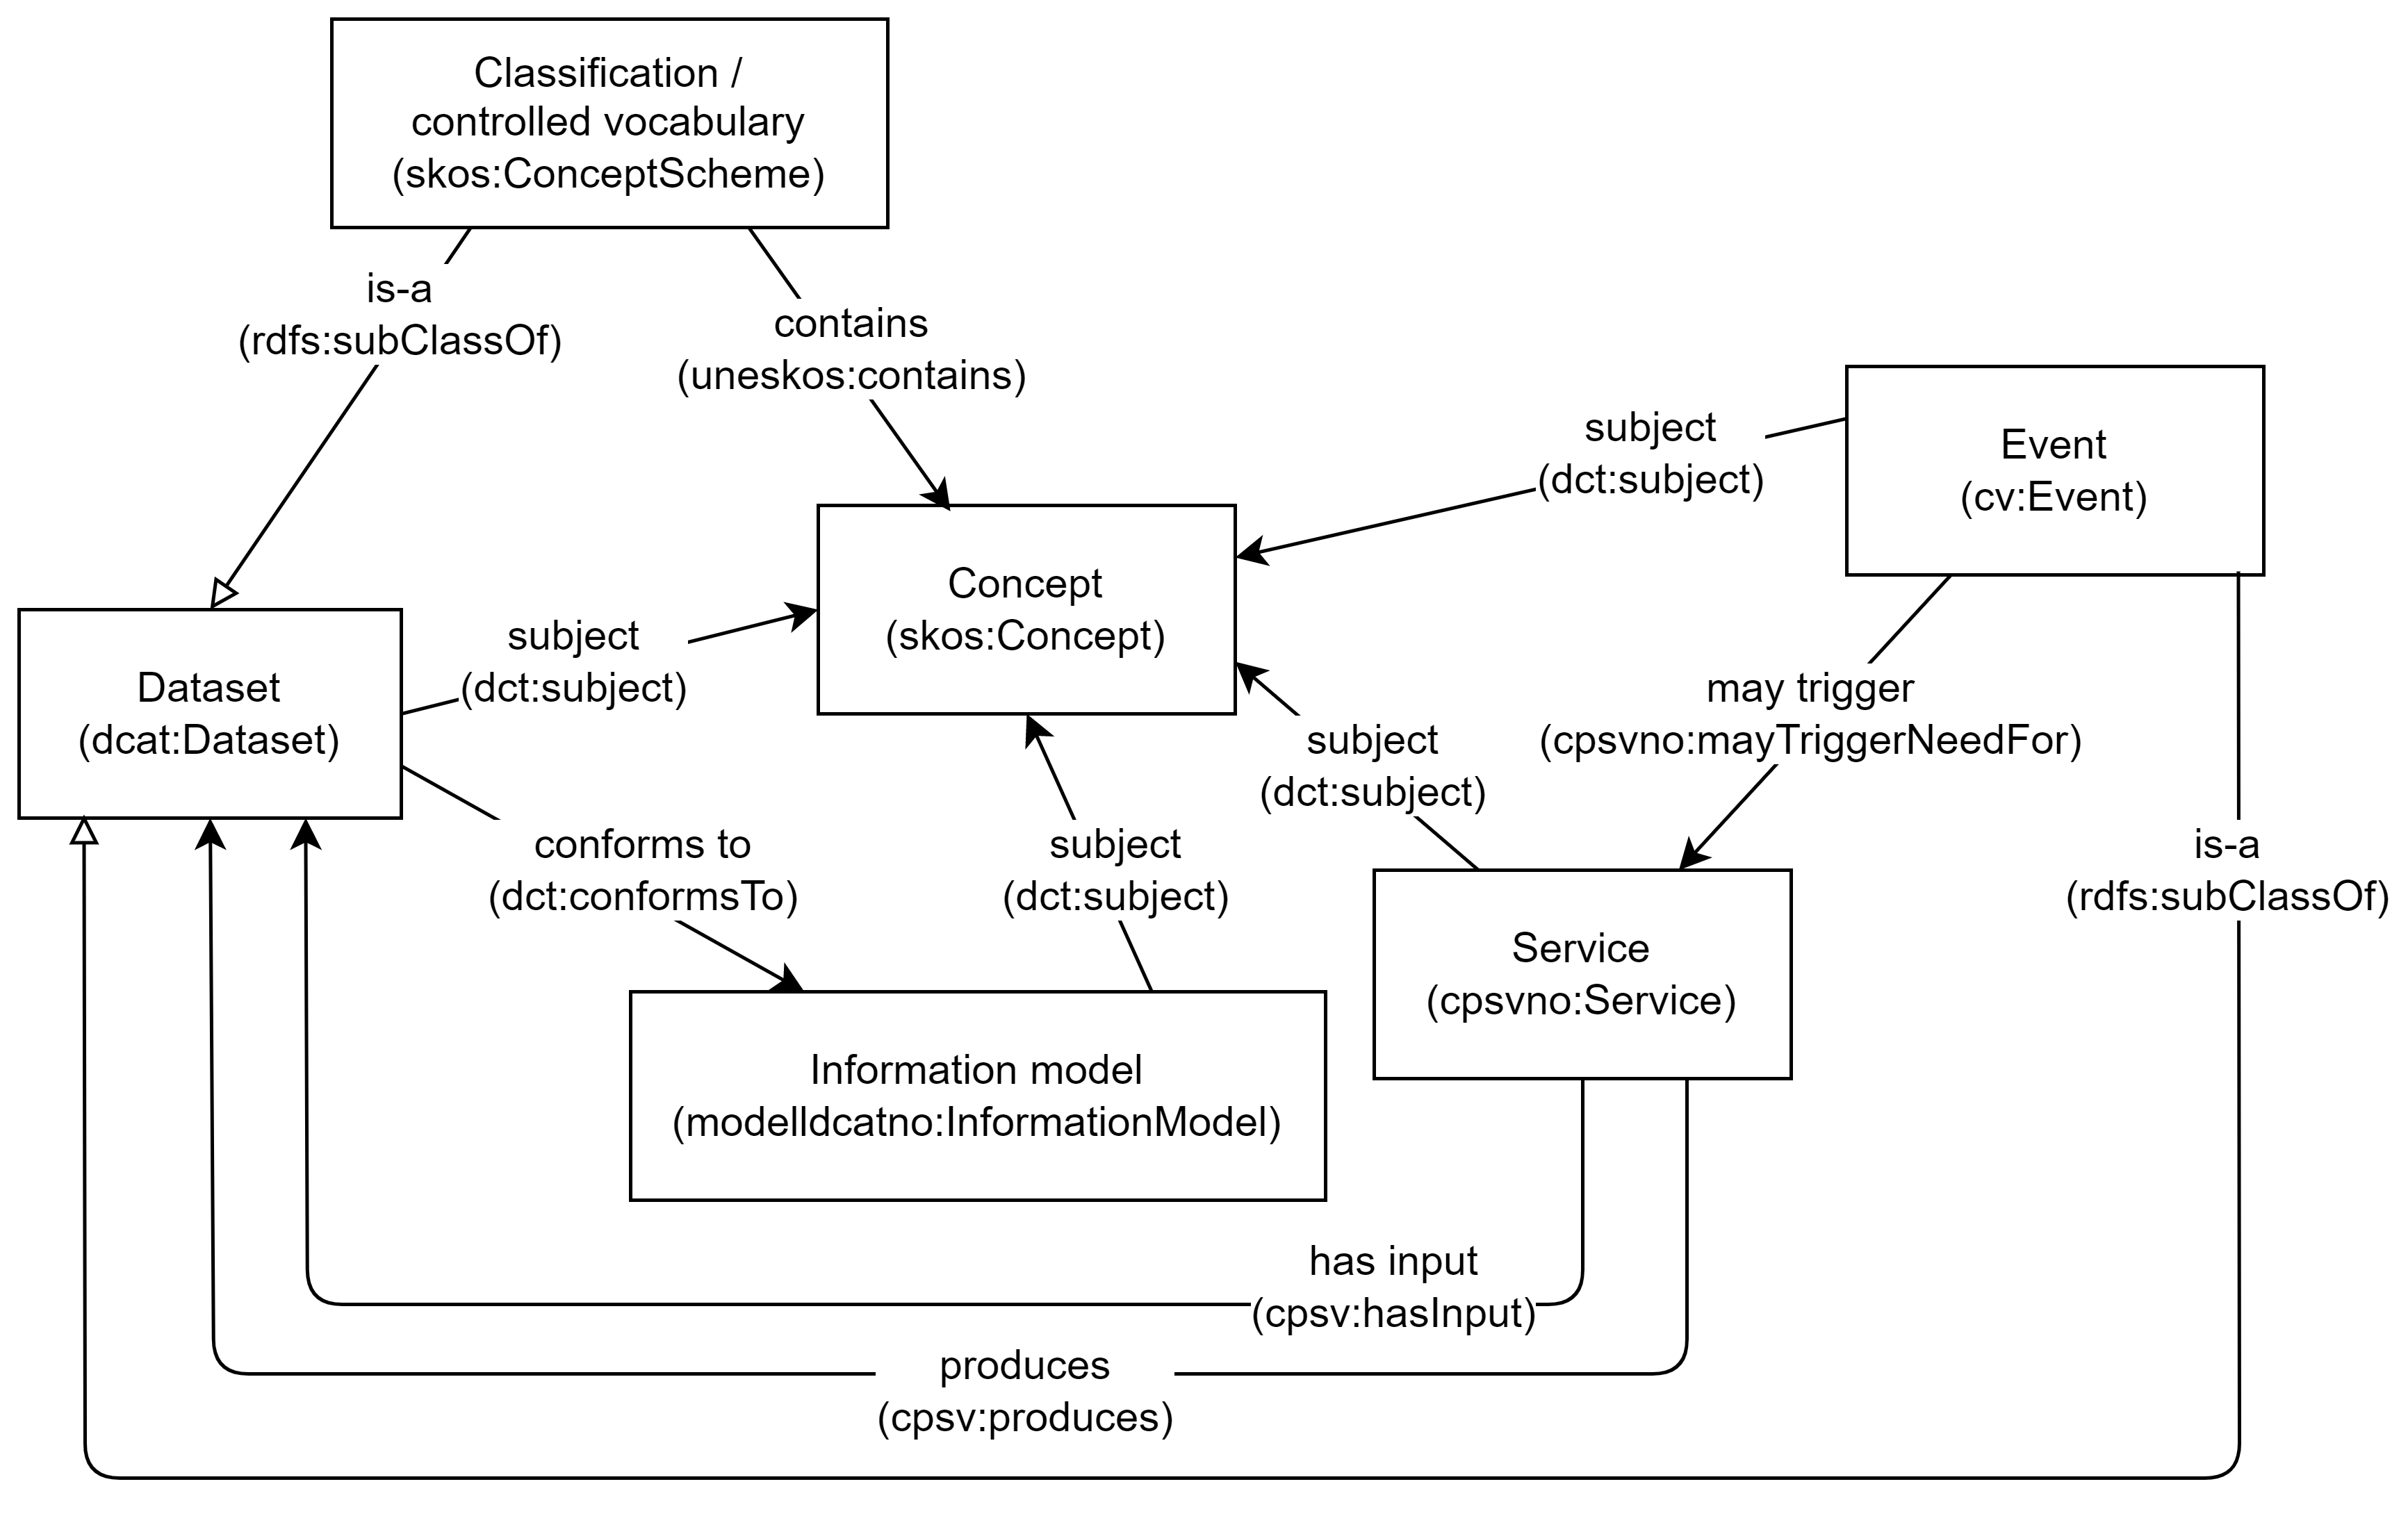 Classification /
controlled vocabulary
(skos:ConceptScheme)
is-a
(rdfs:subClassOf)
contains
(uneskos:contains)
subject
(dct:subject)
Event
(cv:Event)
Concept
(skos:Concept)
subject
(dct:subject)
Dataset
(dcat:Dataset)
may trigger
(cpsvno:mayTriggerNeedFor)
subject
(dct:subject)
conforms to
(dct:conformsTo)
subject
(dct:subject)
is-a
(rdfs:subClassOf)
Service
(cpsvno:Service)
Information model
(modelldcatno:InformationModel)
has input
(cpsv:hasInput)
produces
(cpsv:produces)